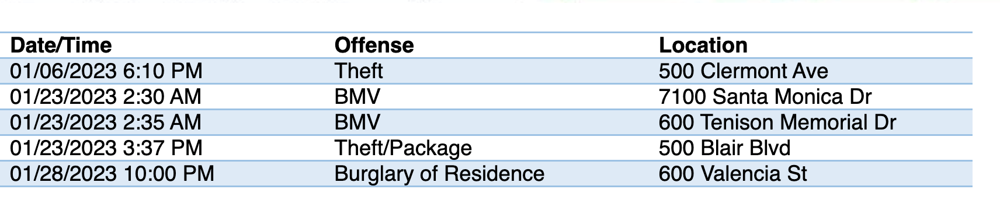 Date/Time Offense Location
01/06/2023 6:10 PM Theft 500 Clermont Ave
01/23/2023 2:30 AM BMV 7100 Santa Monica Dr
01/23/2023 2:35 AM BMV 600 Tenison Memorial Dr
01/23/2023 3:37 PM Theft/Package 500 Blair Blvd
01/28/2023 10:00 PM Burglary of Residence 600 Valencia St